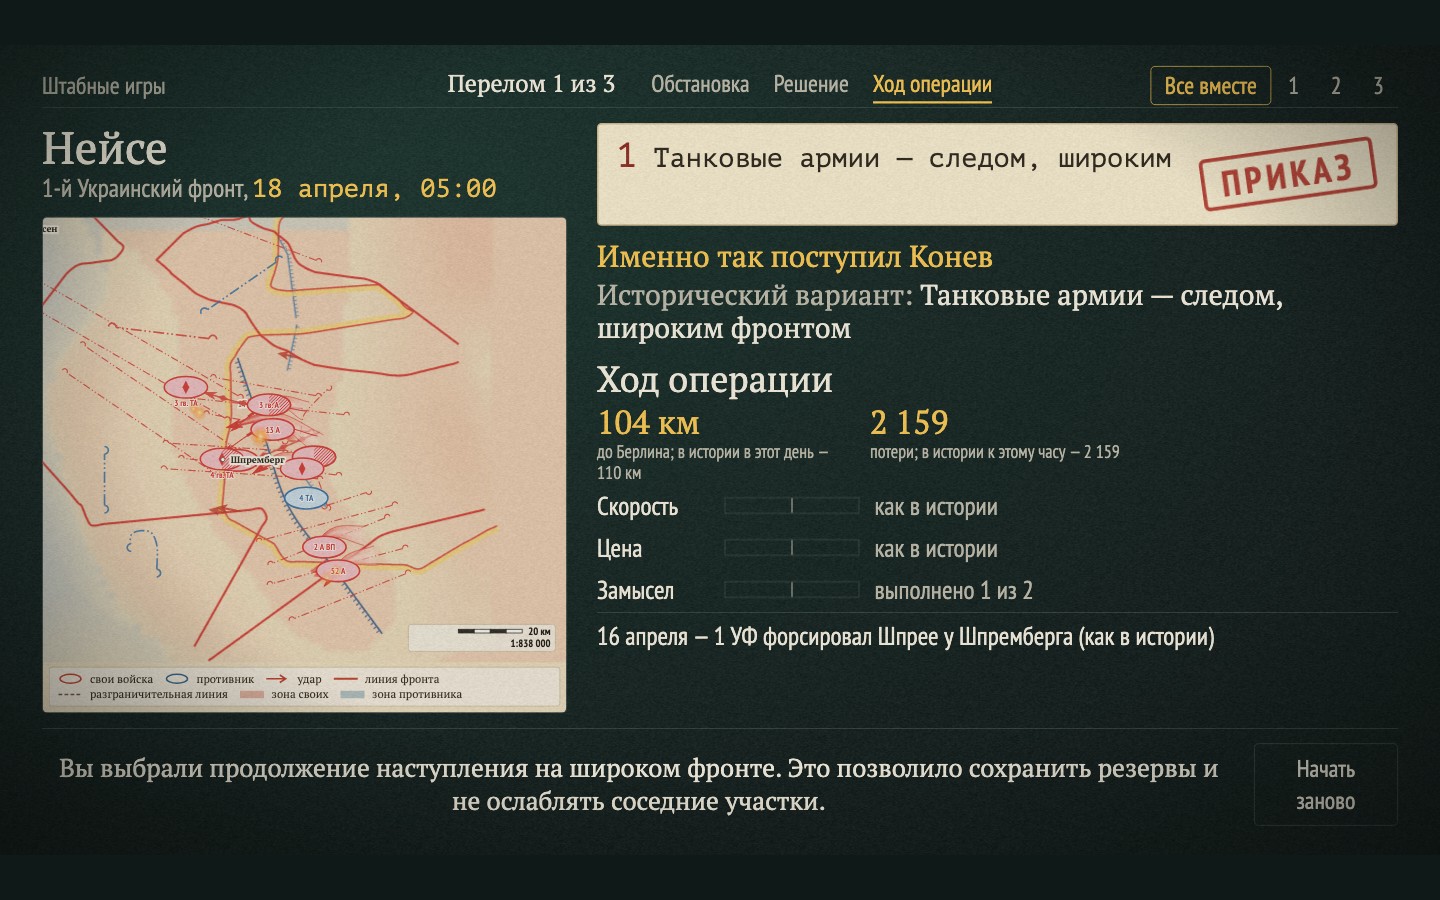 Штабные игры
Перелом 1 из 3 Обстановка Решение Ход операции
Все вместе 1 2 3
Нейсе
1-й Украинский фронт, 18 апреля, 05:00
сен
3 гв. ТА
3 гв. А
13 А
Шпремберг
4 гв. ТА
4 ТА
2 А ВП
52 А
20 км
1:838 000
свои войска противник удар линия фронта
разграничительная линия зона своих зона противника
1 Танковые армии — следом, широким
ПРИКАЗ
Именно так поступил Конев
Исторический вариант: Танковые армии — следом,
широким фронтом
Ход операции
104 км 2 159
до Берлина; в истории в этот день —
110 км
потери; в истории к этому часу — 2 159
Скорость как в истории
Цена как в истории
Замысел выполнено 1 из 2
16 апреля — 1 УФ форсировал Шпрее у Шпремберга (как в истории)
Вы выбрали продолжение наступления на широком фронте. Это позволило сохранить резервы и
не ослаблять соседние участки.
Начать
заново